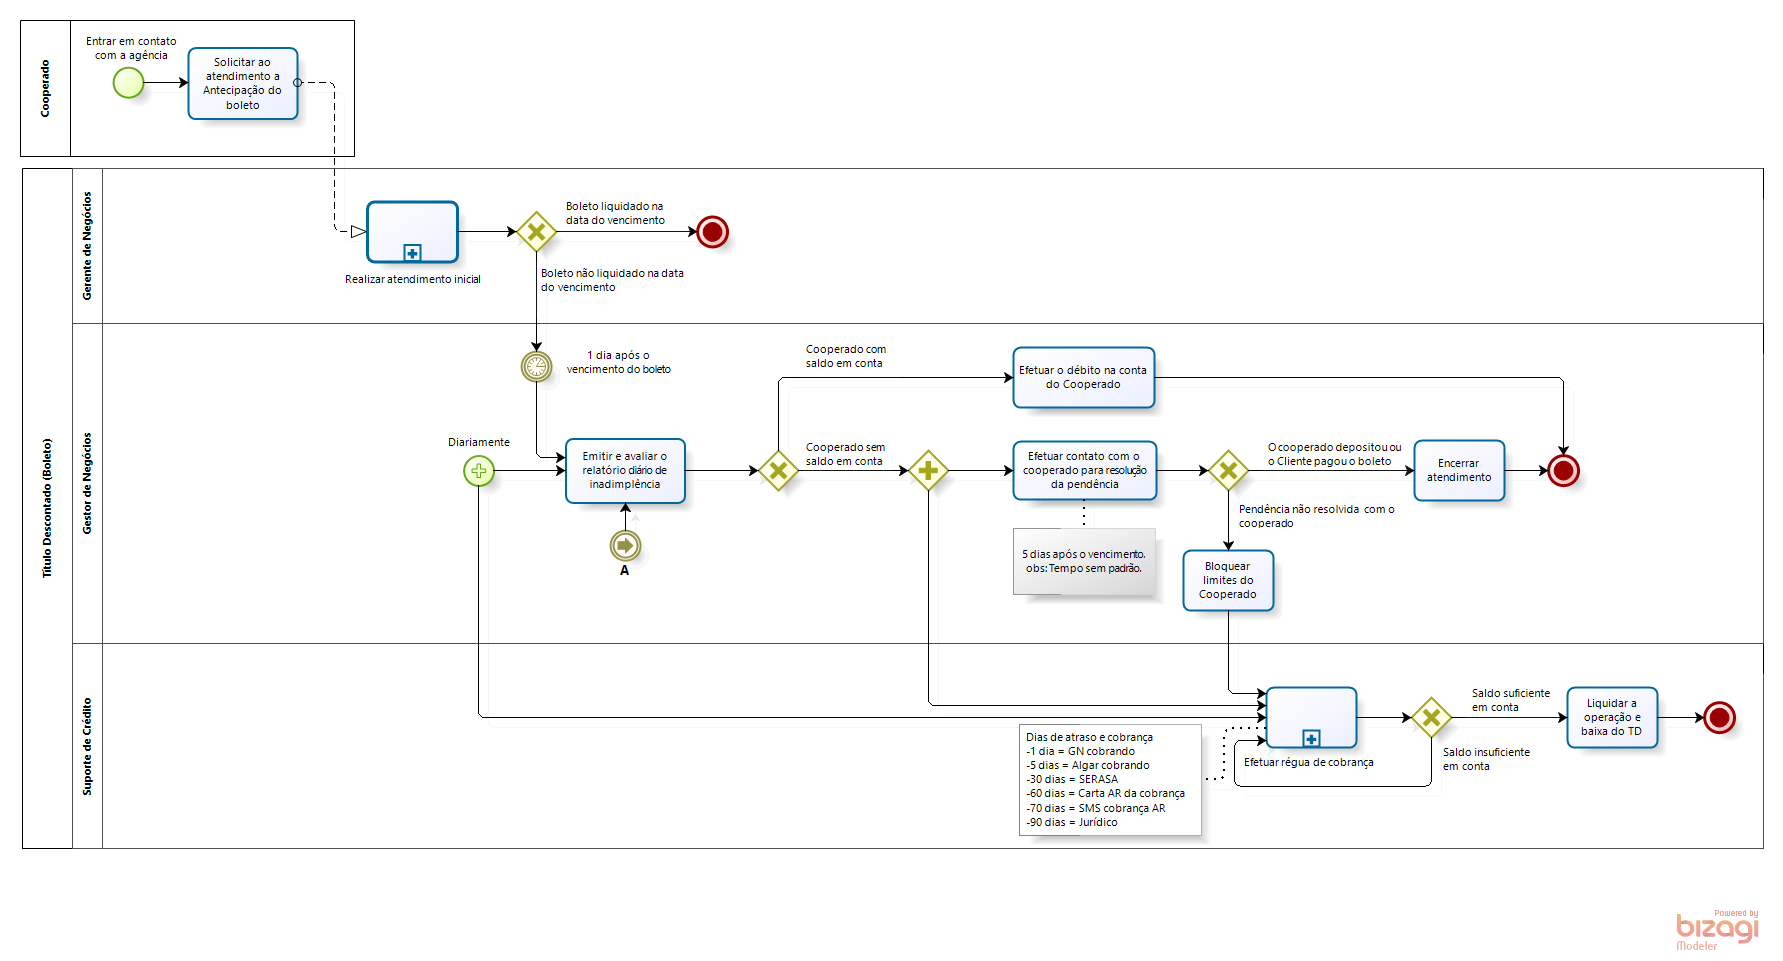 Cooperado
Entrar em contato
com a agência
Solicitar ao
atendimento a
Antecipação do
boleto
Título Descontado (Boleto)
Gerente de Negócios
Realizar atendimento inicial
Boleto liquidado na
data do vencimento
Boleto não liquidado na data
do vencimento
Gestor de Negócios
1 dia após o
vencimento do boleto
Diariamente
Emitir e avaliar o
relatório diário de
inadimplência
A
Cooperado com
saldo em conta
Cooperado sem
saldo em conta
Efetuar o débito na conta
do Cooperado
Efetuar contato com o
cooperado para resolução
da pendência
5 dias após o vencimento.
obs: Tempo sem padrão.
O cooperado depositou ou
o Cliente pagou o boleto
Encerrar
atendimento
Pendência não resolvida com o
cooperado
Bloquear
limites do
Cooperado
Suporte de Crédito
Dias de atraso e cobrança
-1 dia = GN cobrando
-5 dias = Algar cobrando
-30 dias = SERASA
-60 dias = Carta AR da cobrança
-70 dias = SMS cobrança AR
-90 dias = Jurídico
Efetuar régua de cobrança
Saldo suficiente
em conta
Saldo insuficiente
em conta
Liquidar a
operação e
baixa do TD
Powered by
bizagi
Modeler